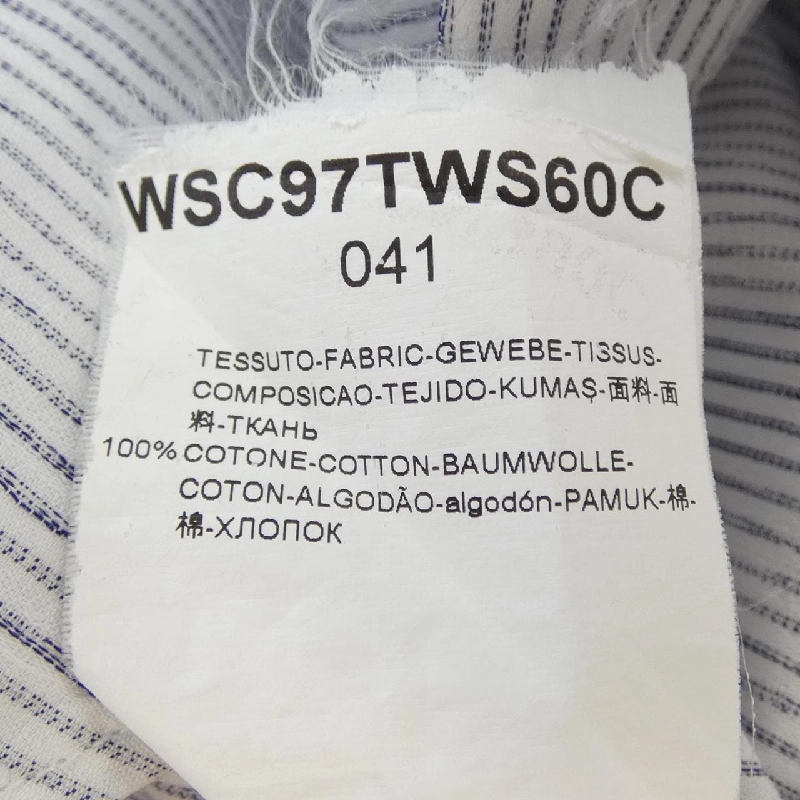 WSC97TWS60C
041
TESSUTO-FABRIC-GEWEBE-TISSUS-
COMPOSICAO-TEJIDO-KUMAŞ-面料-面
料-ТКАНЬ
100% COTONE-COTTON-BAUMWOLLE-
COTON-ALGODÃO-algodón-PAMUK-棉-
棉-ХЛОПОК